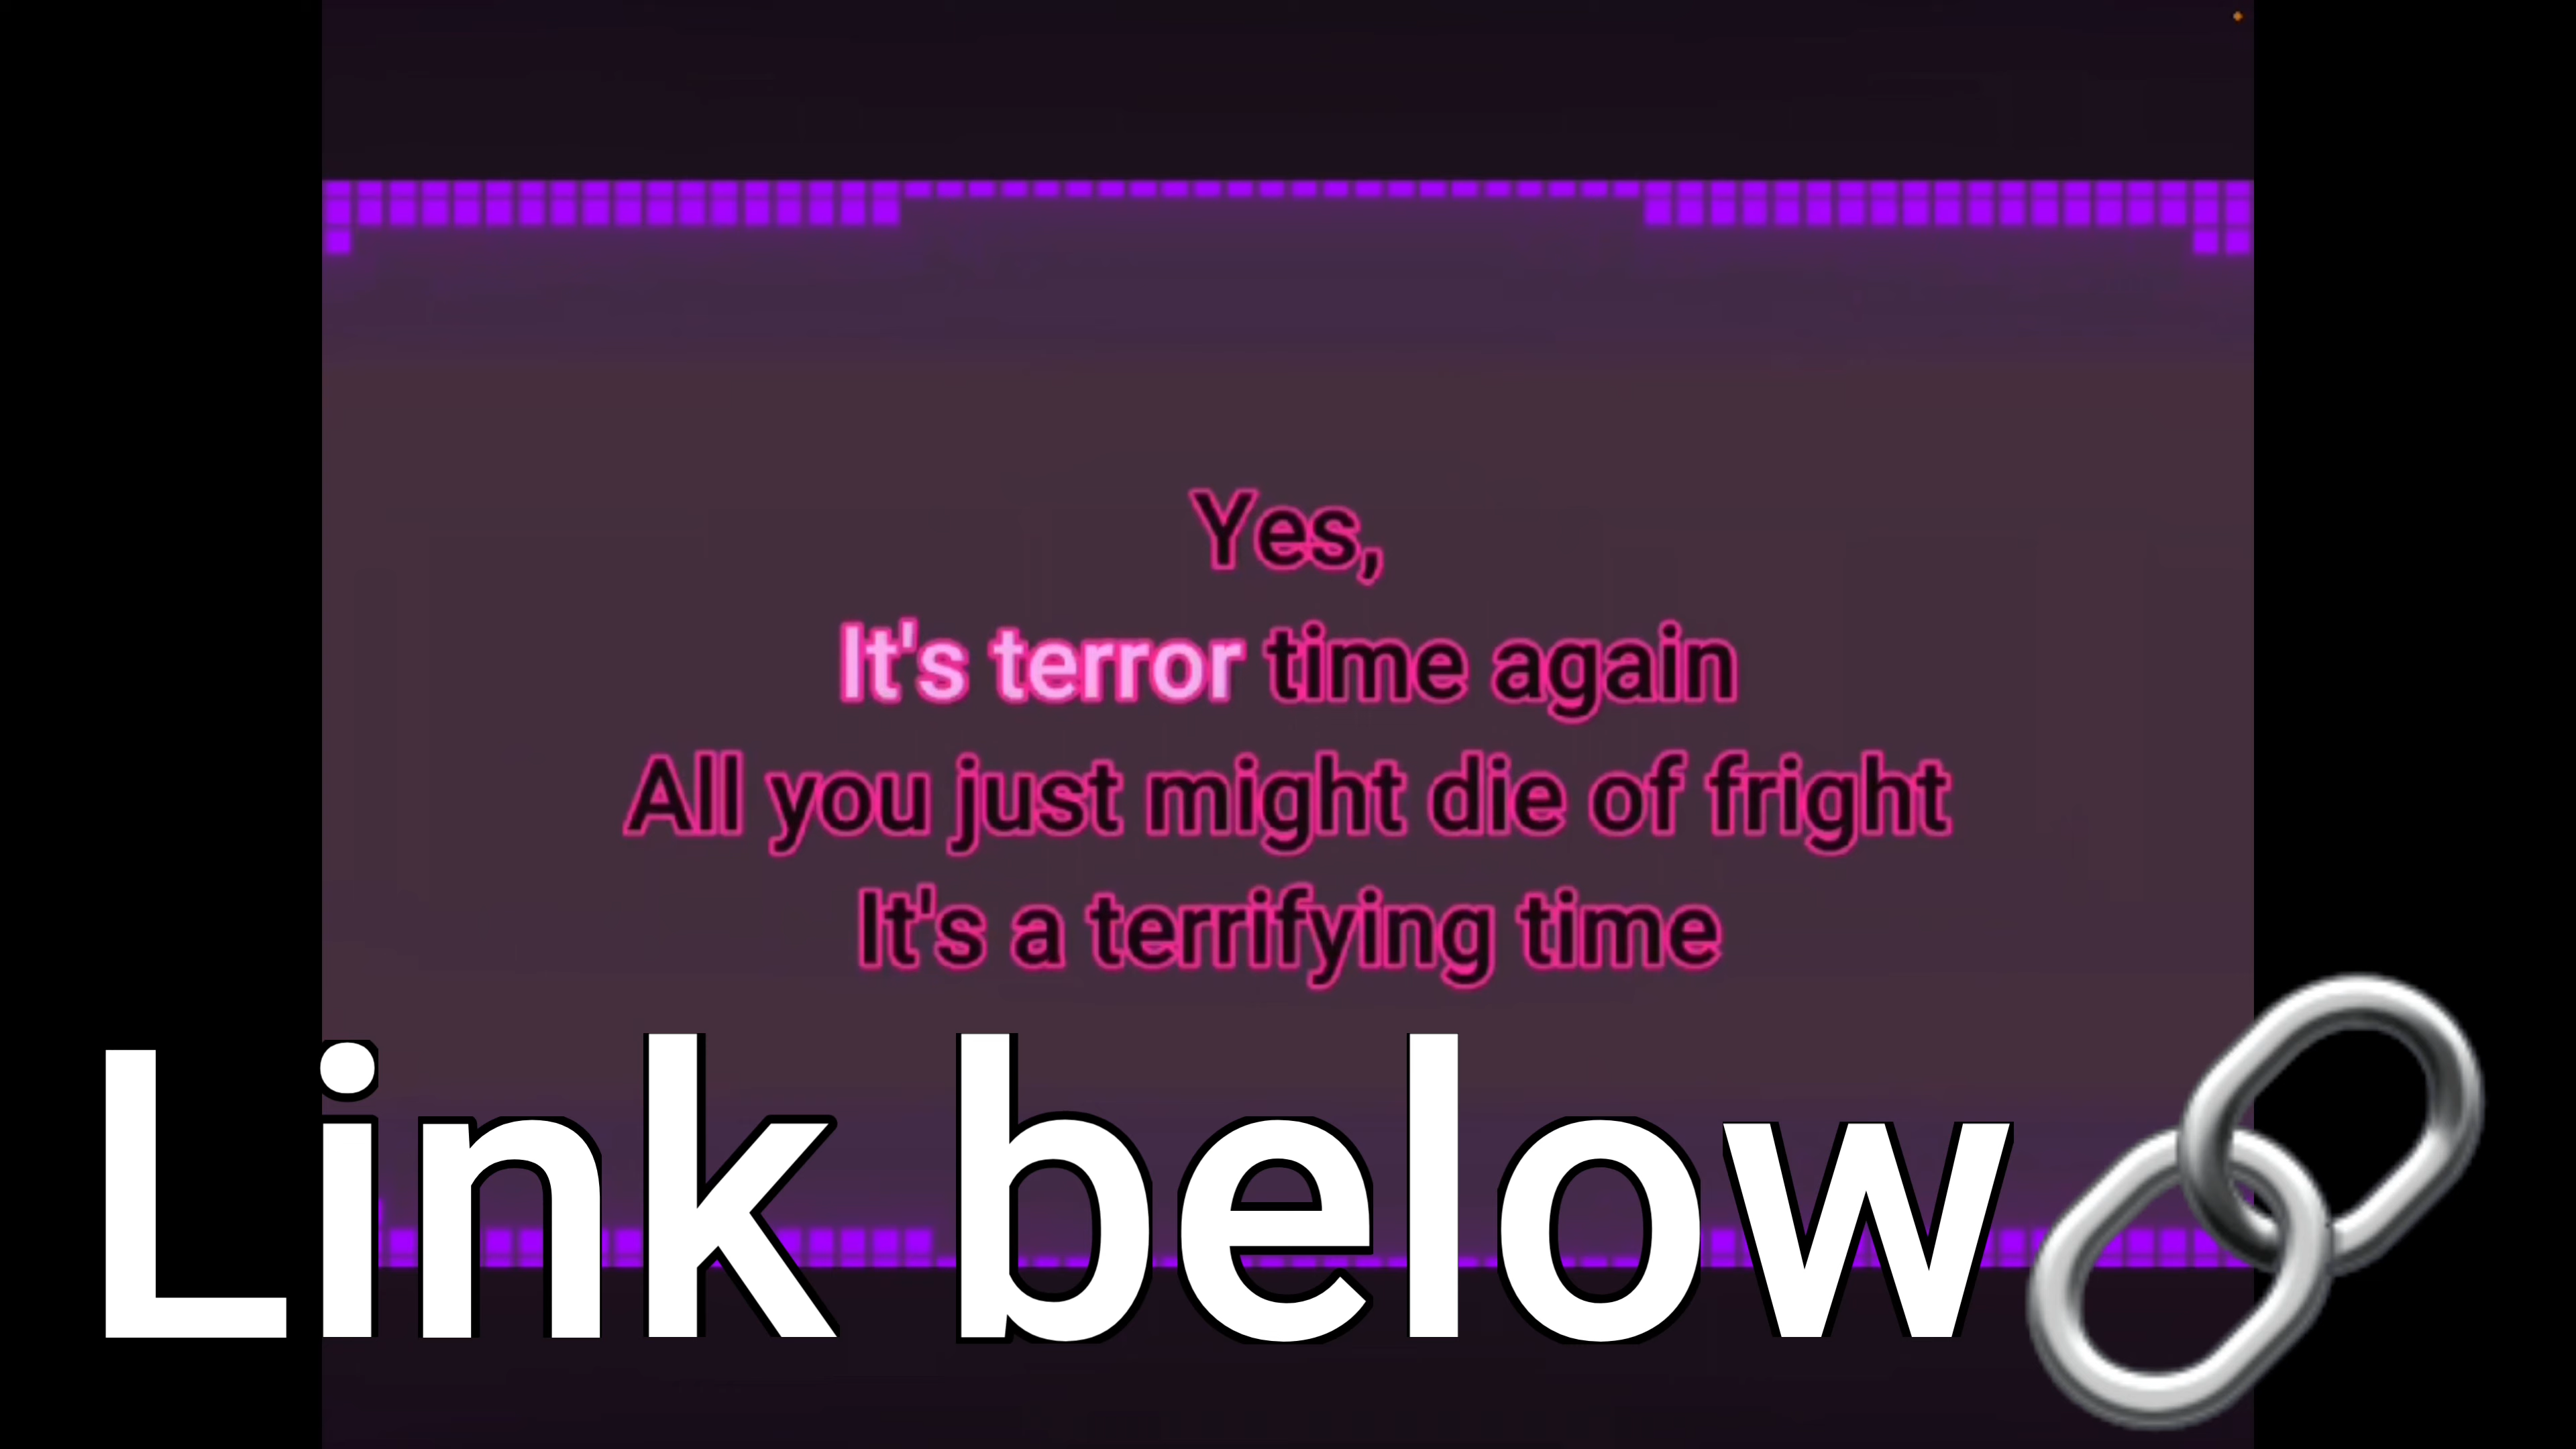 Yes,
It's terror time again
All you just might die of fright
It's a terrifying time
Link below